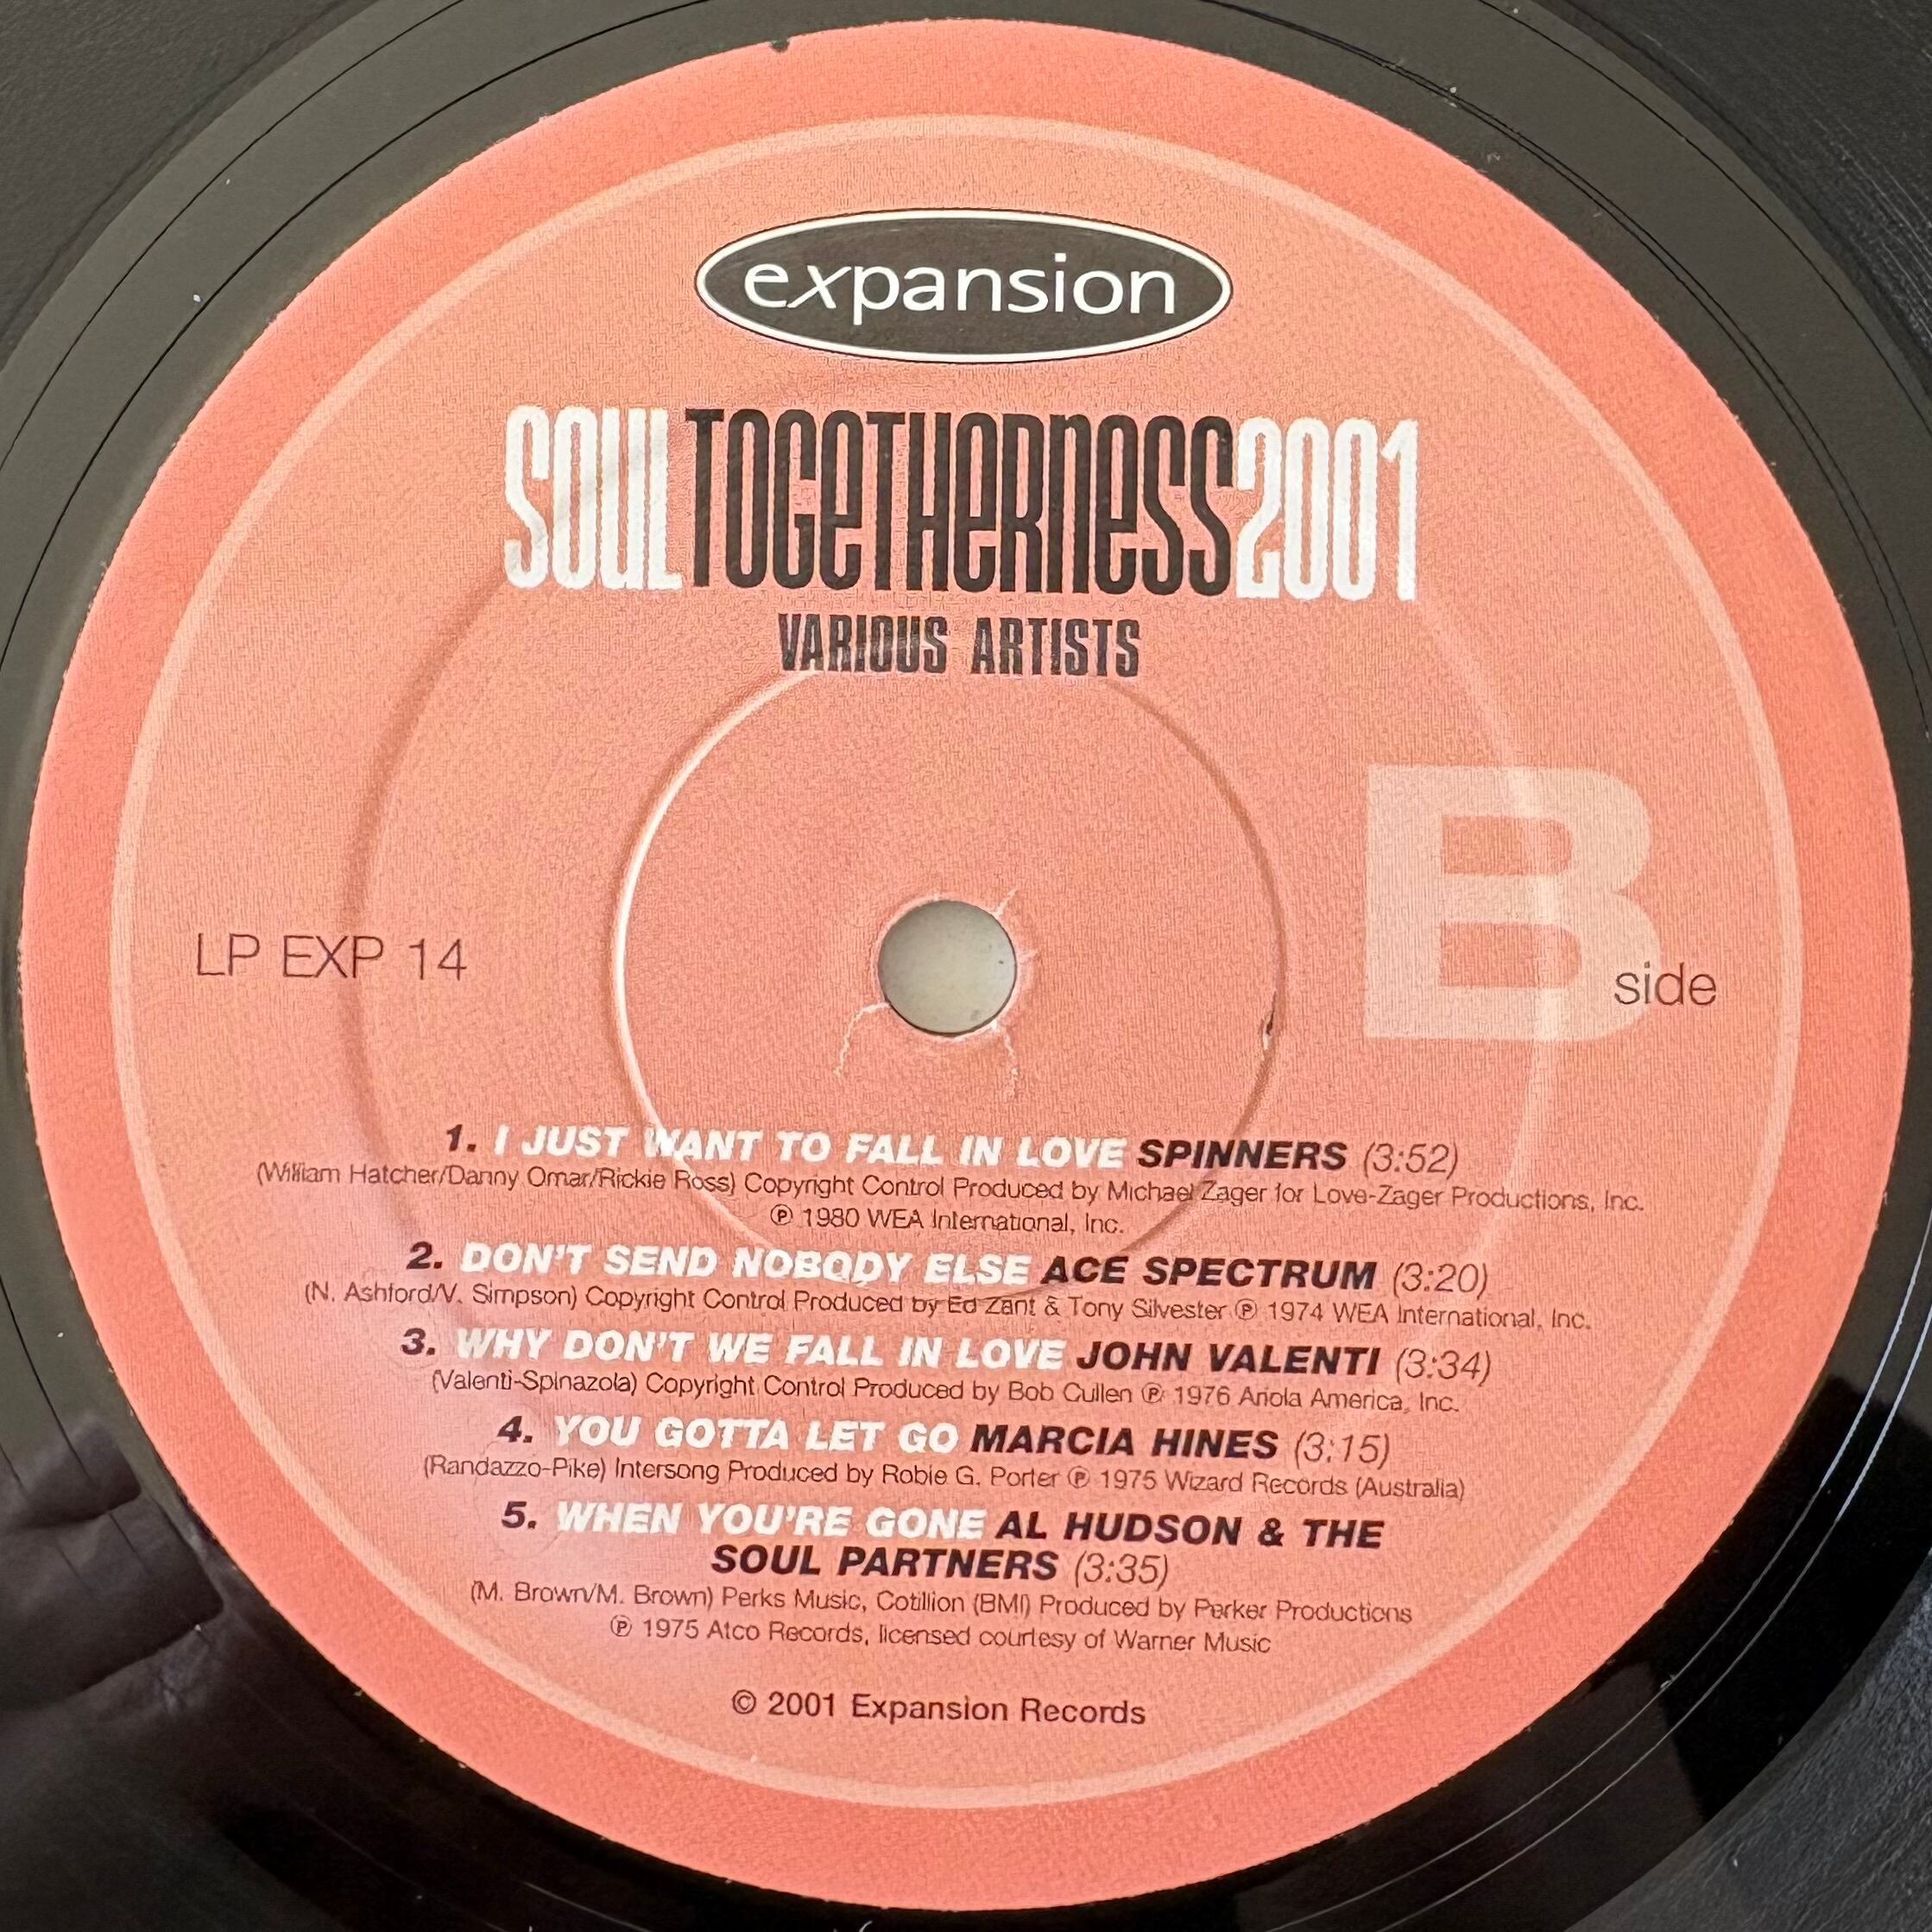 expansion
SOULTOGETHERNESS2001
VARIOUS ARTISTS
LP EXP 14
B side
1. I JUST WANT TO FALL IN LOVE SPINNERS (3:52)
(William Hatcher/Danny Omar/Rickie Ross) Copyright Control Produced by Michael Zager for Love-Zager Productions, Inc.
℗ 1980 WEA International, Inc.
2. DON'T SEND NOBODY ELSE ACE SPECTRUM (3:20)
(N. Ashford/V. Simpson) Copyright Control Produced by Ed Zant & Tony Silvester ℗ 1974 WEA International, Inc.
3. WHY DON'T WE FALL IN LOVE JOHN VALENTI (3:34)
(Valenti-Spinazola) Copyright Control Produced by Bob Cullen ℗ 1976 Ariola America, Inc.
4. YOU GOTTA LET GO MARCIA HINES (3:15)
(Randazzo-Pike) Intersong Produced by Robie G. Porter ℗ 1975 Wizard Records (Australia)
5. WHEN YOU'RE GONE AL HUDSON & THE
SOUL PARTNERS (3:35)
(M. Brown/M. Brown) Perks Music, Cotillion (BMI) Produced by Perker Productions
℗ 1975 Atco Records, licensed courtesy of Warner Music
© 2001 Expansion Records